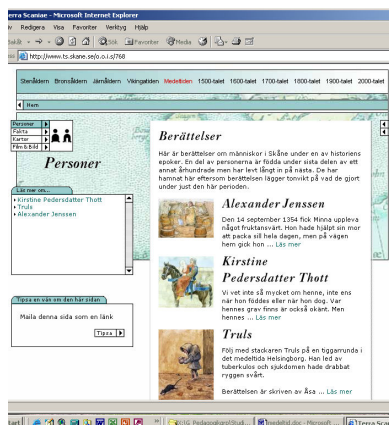 Terra Scaniae - Microsoft Internet Explorer
Redigera Visa Favoriter Verktyg Hjälp
Sök Favoriter Media
http://www.ts.skane.se/o.o.i.s/768
Stenåldern Bronsåldern Järnåldern Vikingatiden Medeltiden 1500-talet 1600-talet 1700-talet 1800-talet 1900-talet 2000-talet
Hem
Personer
Fakta
Kartor
Film & Bild
Personer
Läs mer om...
Kirstine Pedersdatter Thott
Truls
Alexander Jenssen
Tipsa en vän om den här sidan
Maila denna sida som en länk
Tipsa
Berättelser
Här är berättelser om människor i Skåne under en av historiens
epoker. En del av personerna är födda under sista delen av ett
annat århundrade men har levt långt in på nästa. De har
hamnat här eftersom berättelsen lägger tonvikt på vad de gjort
under just den här perioden.
Alexander Jenssen
Den 14 september 1354 fick Minna uppleva
något fruktansvärt. Hon hade hjälpt sin mor
att packa sill hela dagen, men på vägen
hem gick hon ... Läs mer
Kirstine
Pedersdatter Thott
Vi vet inte så mycket om henne, inte ens
när hon föddes eller när hon dog. Var
hennes grav finns är också okänt. Men
hennes ... Läs mer
Truls
Följ med stackaren Truls på en tiggarrunda i
det medeltida Helsingborg. Han led av
tuberkulos och sjukdomen hade drabbat
ryggen svårt.
Berättelsen är skriven av Åsa ... Läs mer
medeltid.doc - Microsoft ...